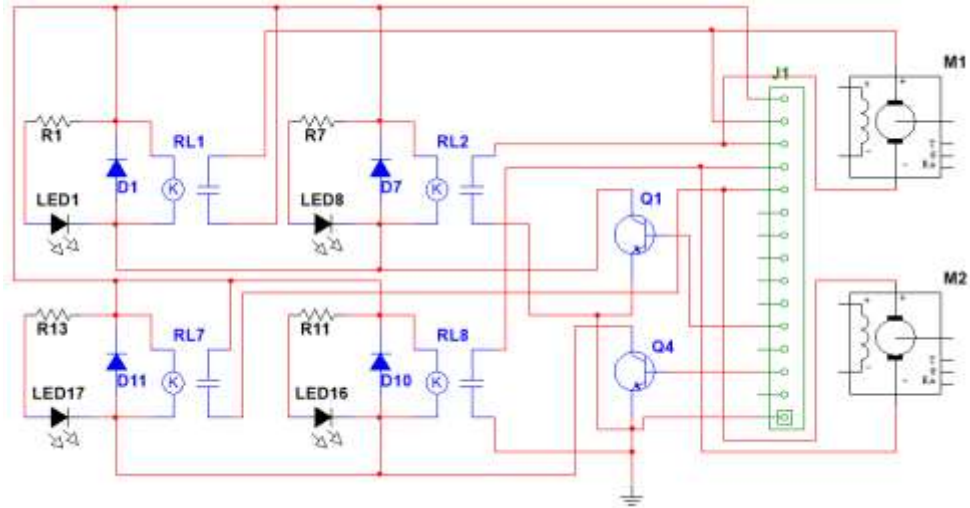 M1
J1
R1
RL1
R7
RL2
D1
K
D7
K
LED1
LED8
Q1
M2
R13
RL7
R11
RL8
Q4
D11
K
D10
K
LED17
LED16